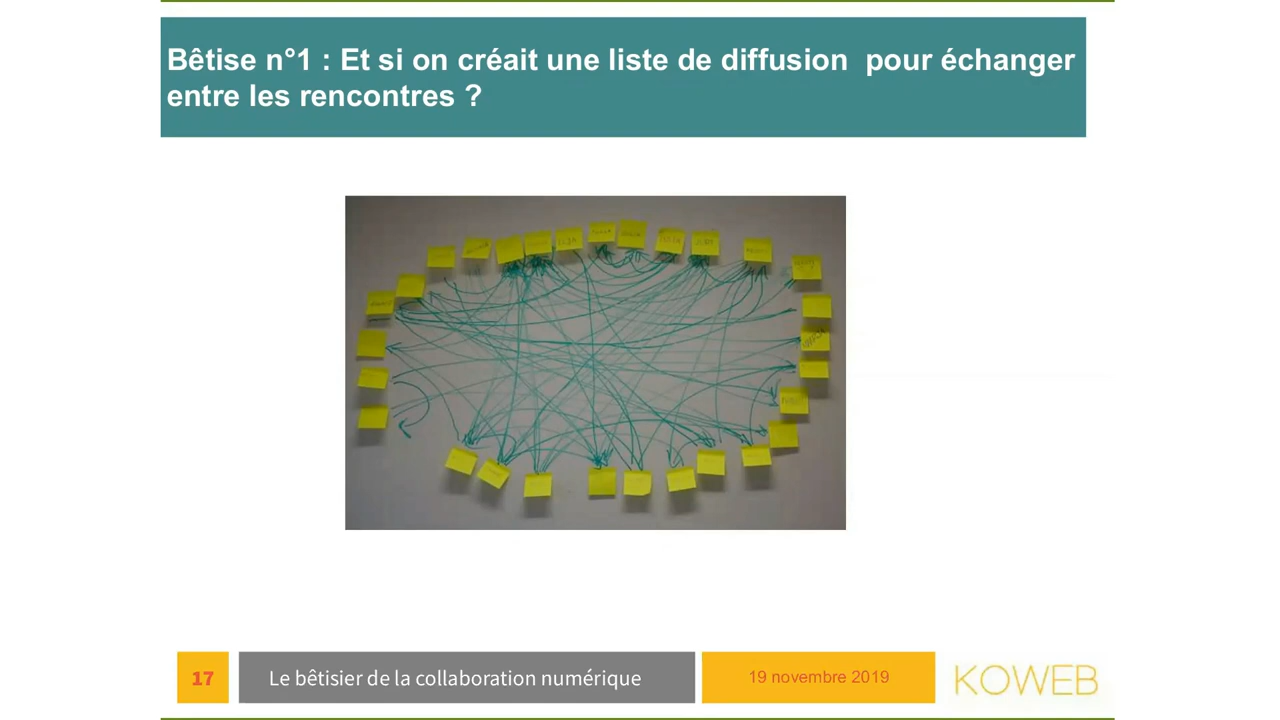 Bêtise n°1 : Et si on créait une liste de diffusion pour échanger
entre les rencontres ?
17
Le bêtisier de la collaboration numérique
19 novembre 2019
KOWEB